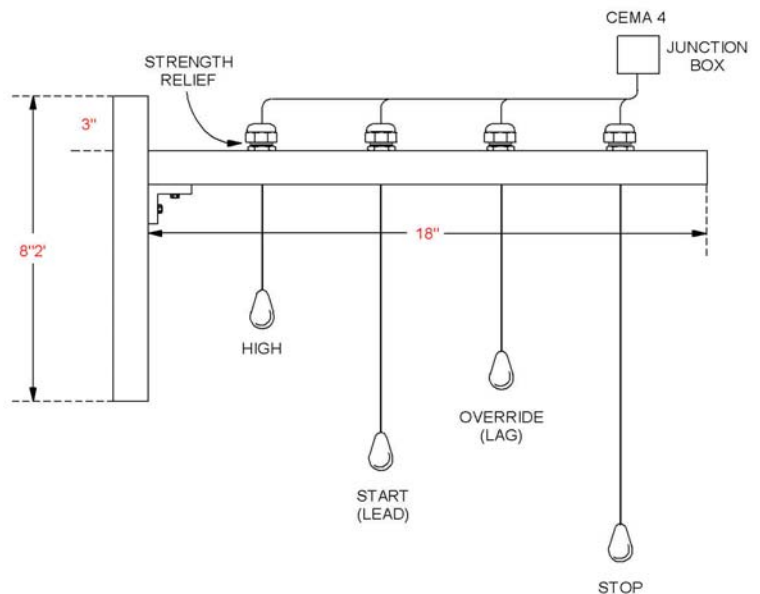 CEMA 4
JUNCTION
BOX
STRENGTH
RELIEF
3"
8"2'
18"
HIGH
OVERRIDE
(LAG)
START
(LEAD)
STOP